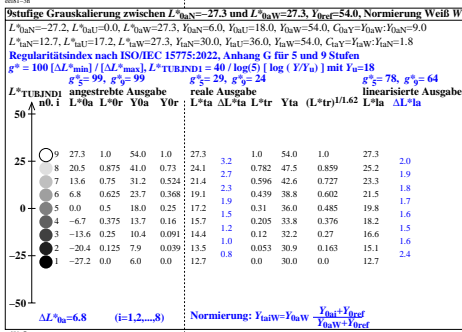 9stufige Grauskalierung zwischen L*0aN=−27.3 und L*0aW=27.3, Y0ref=54.0, Normierung Weiß W
L*0aN=−27.2, L*0aU=0.0, L*0aW=27.3, Y0aN=6.0, Y0aU=18.0, Y0aW=54.0, C0aY=Y0aW:Y0aN=9.0
L*taN=12.7, L*taU=17.2, L*taW=27.3, YtaN=30.0, YtaU=36.0, YtaW=54.0, CtaY=YtaW:YtaN=1.8
Regularitätsindex nach ISO/IEC 15775:2022, Anhang G für 5 und 9 Stufen
g* = 100 [ΔL*min] / [ΔL*max], L*TUBJND1 = 40 / log(5) [ log ( Y/Yu) ] mit Yu=18
g*5= 99, g*9= 99 g*5= 29, g*9= 24 g*5= 78, g*9= 64
L*TUBJND1 angestrebte Ausgabe reale Ausgabe linearisierte Ausgabe
n0. i L*0a L*0r Y0a Y0r L*ta ΔL*ta L*tr Yta (L*tr)1/1.62 L*la ΔL*la
50
9 27.3 1.0 54.0 1.0 27.3 1.0 54.0 1.0 27.3
3.2 2.0
8 20.5 0.875 41.0 0.73 24.1 0.782 47.5 0.859 25.2
25
2.7 1.9
7 13.6 0.75 31.2 0.524 21.4 0.596 42.6 0.727 23.3
2.3 1.8
6 6.8 0.625 23.7 0.368 19.1 0.439 38.8 0.602 21.5
1.9 1.7
0 5 0.0 0.5 18.0 0.25 17.2 0.31 36.0 0.485 19.8
1.5 1.6
4 −6.7 0.375 13.7 0.16 15.7 0.205 33.8 0.376 18.2
1.2 1.5
3 −13.6 0.25 10.4 0.091 14.4 0.12 32.2 0.27 16.6
1.0 1.6
2 −20.4 0.125 7.9 0.039 13.5 0.053 30.9 0.163 15.1
−25
0.8 2.4
1 −27.2 0.0 6.0 0.0 12.7 0.0 30.0 0.0 12.7
−50
ΔL*0a=6.8 (i=1,2,...,8) Normierung: YtaiW=Y0aW Y0ai+Y0ref
Y0aW+Y0ref